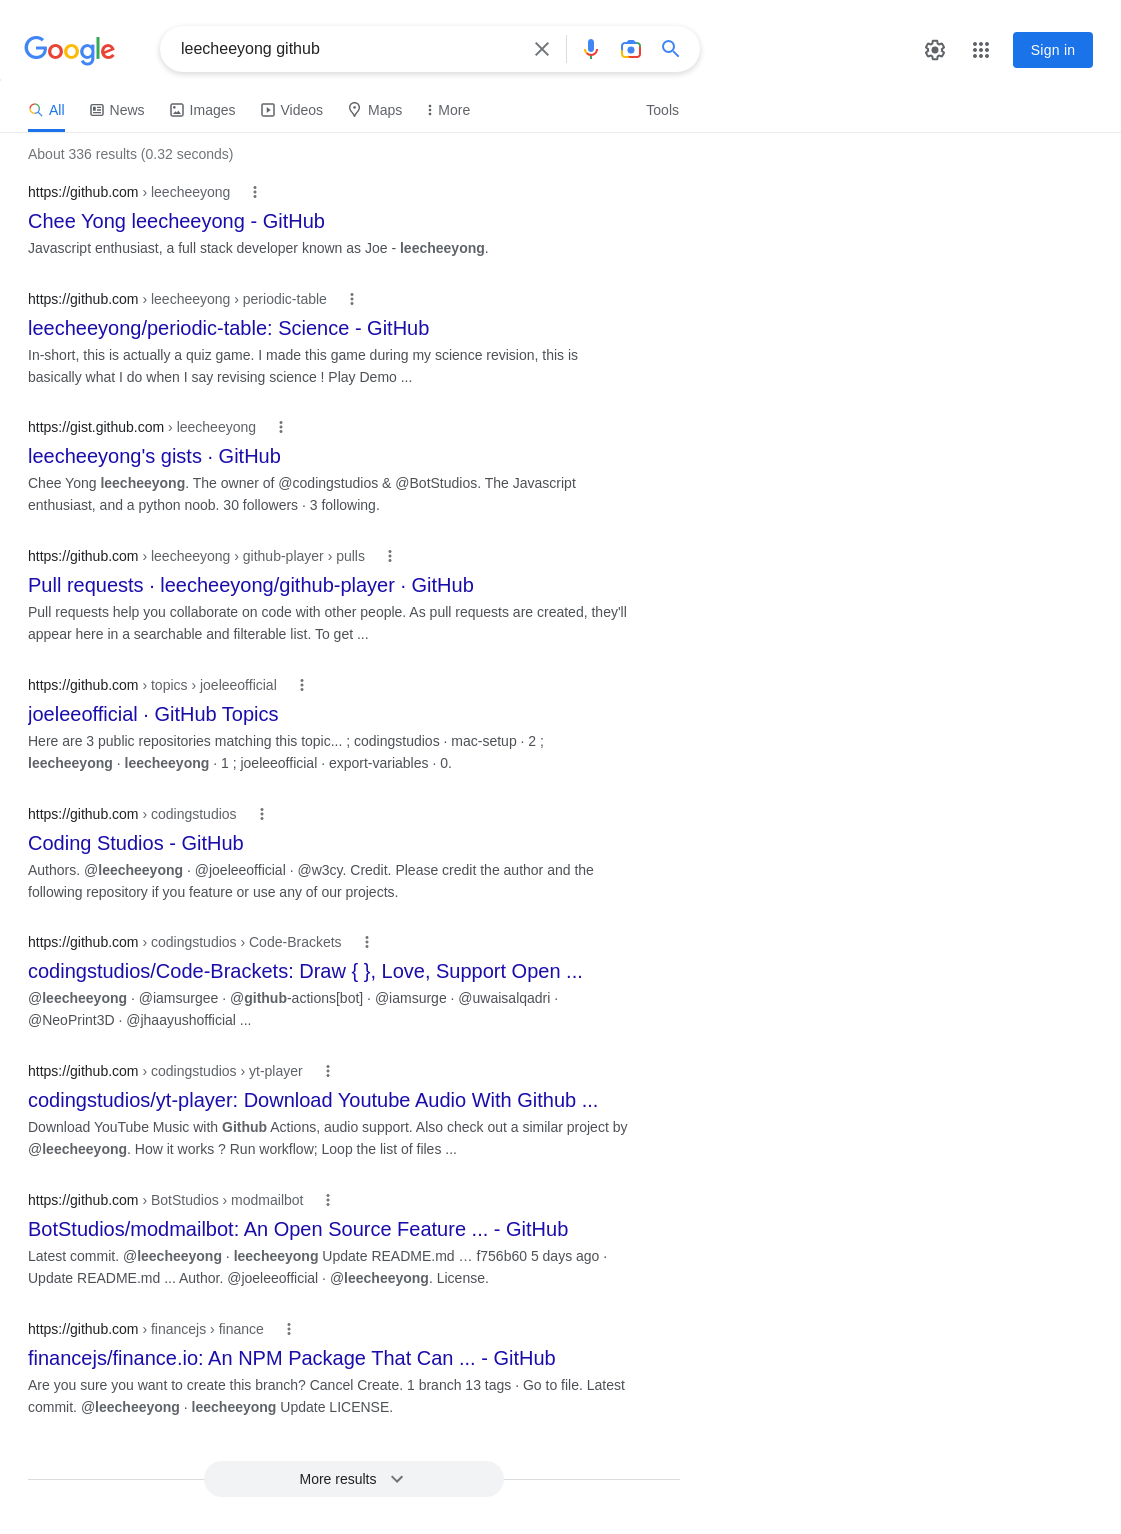 Google
leecheeyong github
Sign in
All News Images Videos Maps More Tools
About 336 results (0.32 seconds)
https://github.com › leecheeyong
Chee Yong leecheeyong - GitHub
Javascript enthusiast, a full stack developer known as Joe - leecheeyong.
https://github.com › leecheeyong › periodic-table
leecheeyong/periodic-table: Science - GitHub
In-short, this is actually a quiz game. I made this game during my science revision, this is
basically what I do when I say revising science ! Play Demo ...
https://gist.github.com › leecheeyong
leecheeyong's gists · GitHub
Chee Yong leecheeyong. The owner of @codingstudios & @BotStudios. The Javascript
enthusiast, and a python noob. 30 followers · 3 following.
https://github.com › leecheeyong › github-player › pulls
Pull requests · leecheeyong/github-player · GitHub
Pull requests help you collaborate on code with other people. As pull requests are created, they'll
appear here in a searchable and filterable list. To get ...
https://github.com › topics › joeleeofficial
joeleeofficial · GitHub Topics
Here are 3 public repositories matching this topic... ; codingstudios · mac-setup · 2 ;
leecheeyong · leecheeyong · 1 ; joeleeofficial · export-variables · 0.
https://github.com › codingstudios
Coding Studios - GitHub
Authors. @leecheeyong · @joeleeofficial · @w3cy. Credit. Please credit the author and the
following repository if you feature or use any of our projects.
https://github.com › codingstudios › Code-Brackets
codingstudios/Code-Brackets: Draw { }, Love, Support Open ...
@leecheeyong · @iamsurgee · @github-actions[bot] · @iamsurge · @uwaisalqadri ·
@NeoPrint3D · @jhaayushofficial ...
https://github.com › codingstudios › yt-player
codingstudios/yt-player: Download Youtube Audio With Github ...
Download YouTube Music with Github Actions, audio support. Also check out a similar project by
@leecheeyong. How it works ? Run workflow; Loop the list of files ...
https://github.com › BotStudios › modmailbot
BotStudios/modmailbot: An Open Source Feature ... - GitHub
Latest commit. @leecheeyong · leecheeyong Update README.md … f756b60 5 days ago ·
Update README.md ... Author. @joeleeofficial · @leecheeyong. License.
https://github.com › financejs › finance
financejs/finance.io: An NPM Package That Can ... - GitHub
Are you sure you want to create this branch? Cancel Create. 1 branch 13 tags · Go to file. Latest
commit. @leecheeyong · leecheeyong Update LICENSE.
More results